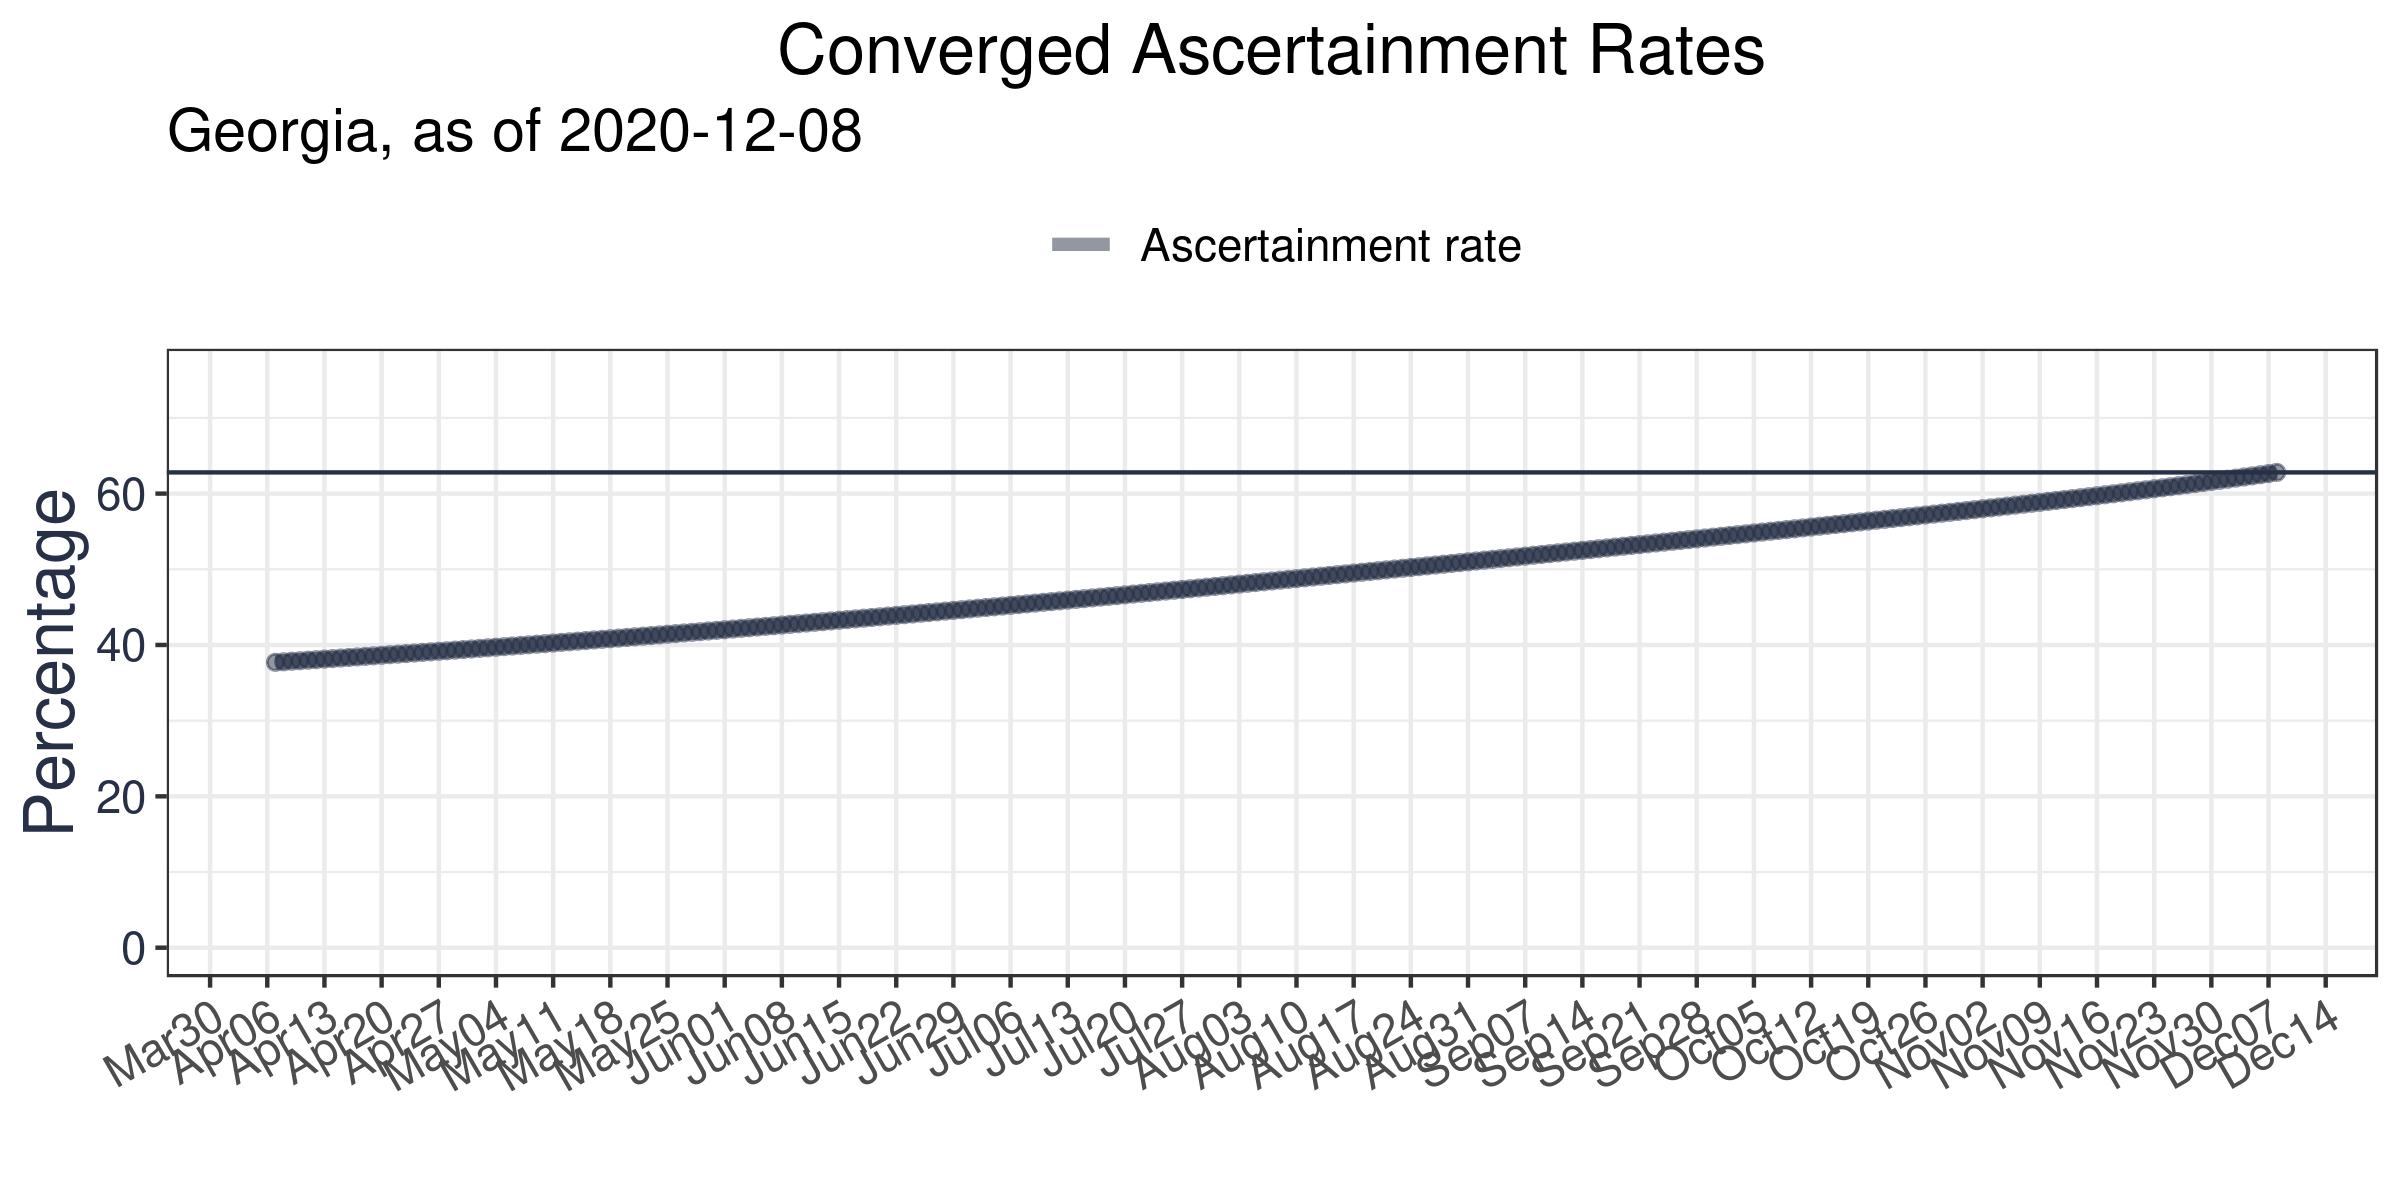 Converged Ascertainment Rates
Georgia, as of 2020-12-08
Ascertainment rate
Percentage
60
40
20
0
Mar30 Apr06 Apr13 Apr20 Apr27 May04 May11 May18 May25 Jun01 Jun08 Jun15 Jun22 Jun29 Jul06 Jul13 Jul20 Jul27 Aug03 Aug10 Aug17 Aug24 Aug31 Sep07 Sep14 Sep21 Sep28 Oct05 Oct12 Oct19 Oct26 Nov02 Nov09 Nov16 Nov23 Nov30 Dec07 Dec14